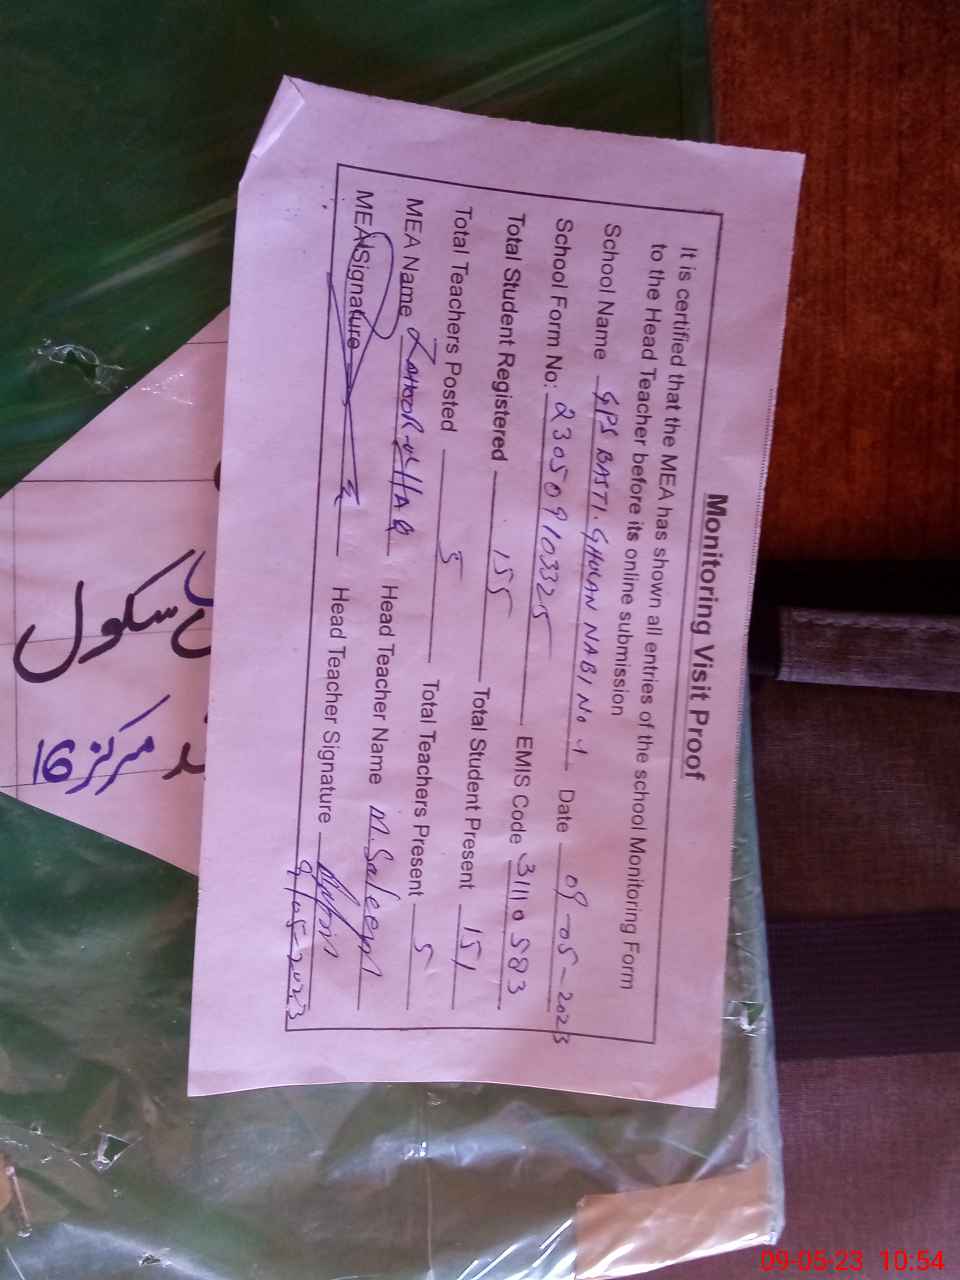 Monitoring Visit Proof
It is certified that the MEA has shown all entries of the school Monitoring Form
to the Head Teacher before its online submission
School Name GPS BASTI. GHULAN NABI No 1 Date 09-05-2023
School Form No: 230509103325 EMIS Code 31110583
Total Student Registered 155 Total Student Present 151
Total Teachers Posted 5 Total Teachers Present 5
MEA Name ZAHOOR-ul-HAQ Head Teacher Name M. Saleem
MEA Signature Head Teacher Signature
9/05-2023
سکول
مرکز 16
09-05-23 10:54